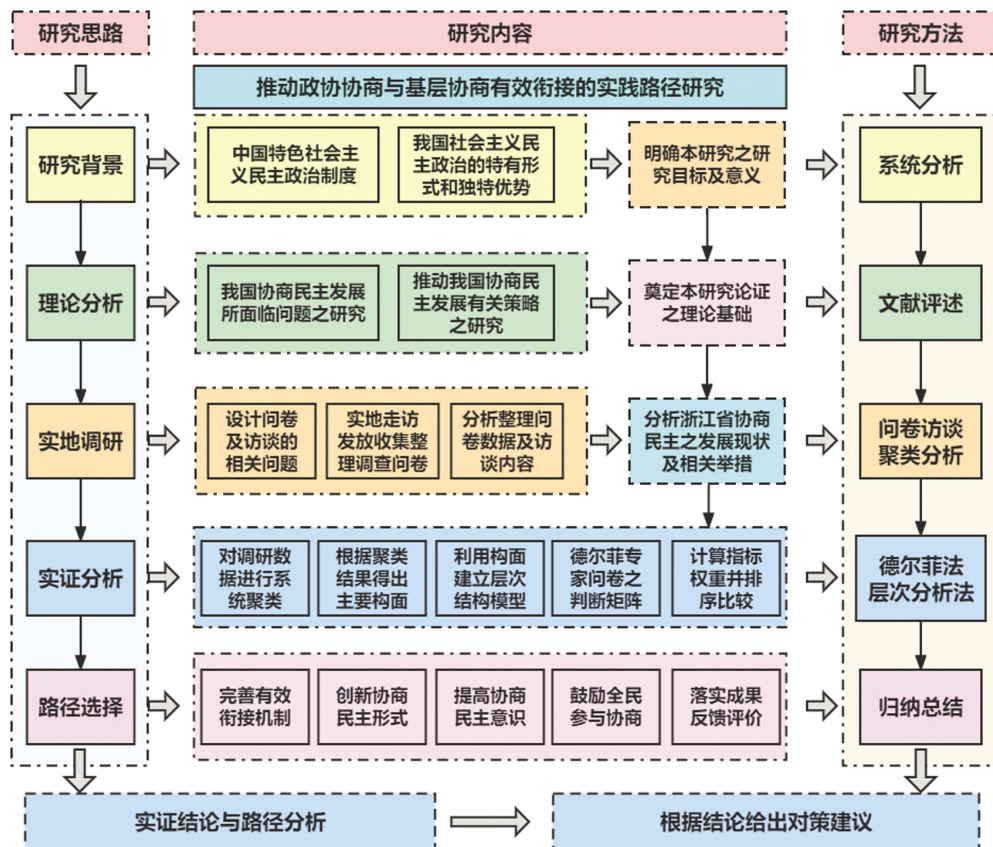 研究思路
研究内容
研究方法
推动政协协商与基层协商有效衔接的实践路径研究
研究背景
中国特色社会主
义民主政治制度
我国社会主义民
主政治的特有形
式和独特优势
明确本研究之研
究目标及意义
系统分析
理论分析
我国协商民主发展
所面临问题之研究
推动我国协商民
主发展有关策略
之研究
奠定本研究论证
之理论基础
文献评述
实地调研
设计问卷
及访谈的
相关问题
实地走访
发放收集整
理调查问卷
分析整理问
卷数据及访
谈内容
分析浙江省协商
民主之发展现状
及相关举措
问卷访谈
聚类分析
实证分析
对调研数
据进行系
统聚类
根据聚类
结果得出
主要构面
利用构面
建立层次
结构模型
德尔菲专
家问卷之
判断矩阵
计算指标
权重并排
序比较
德尔菲法
层次分析法
路径选择
完善有效
衔接机制
创新协商
民主形式
提高协商
民主意识
鼓励全民
参与协商
落实成果
反馈评价
归纳总结
实证结论与路径分析
根据结论给出对策建议